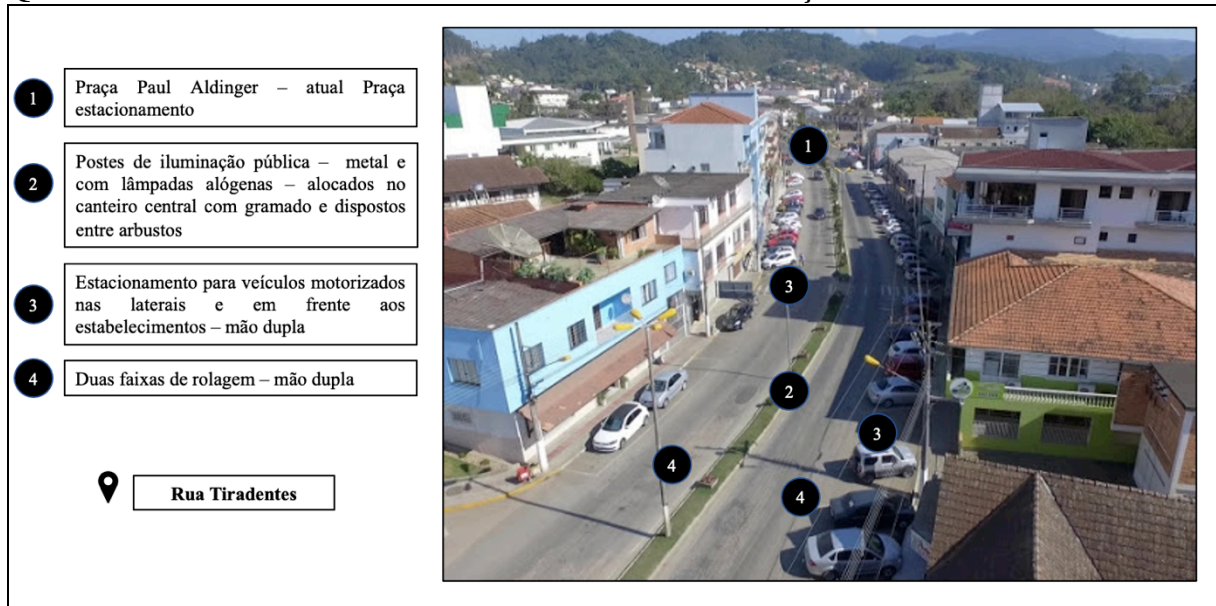 1
Praça Paul Aldinger – atual Praça
estacionamento
2
Postes de iluminação pública – metal e
com lâmpadas alógenas – alocados no
canteiro central com gramado e dispostos
entre arbustos
3
Estacionamento para veículos motorizados
nas laterais e em frente aos
estabelecimentos – mão dupla
4
Duas faixas de rolagem – mão dupla
Rua Tiradentes
1
3
2
3
4
4